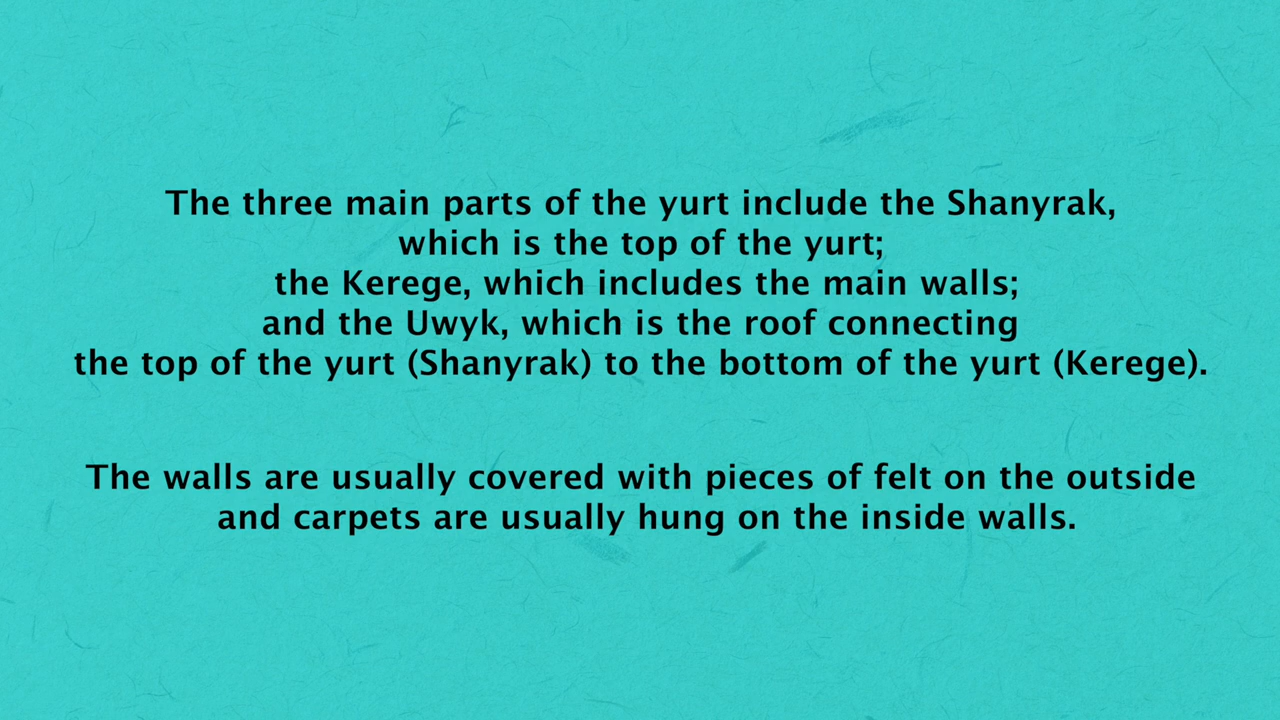 The three main parts of the yurt include the Shanyrak,
which is the top of the yurt;
the Kerege, which includes the main walls;
and the Uwyk, which is the roof connecting
the top of the yurt (Shanyrak) to the bottom of the yurt (Kerege).
The walls are usually covered with pieces of felt on the outside
and carpets are usually hung on the inside walls.